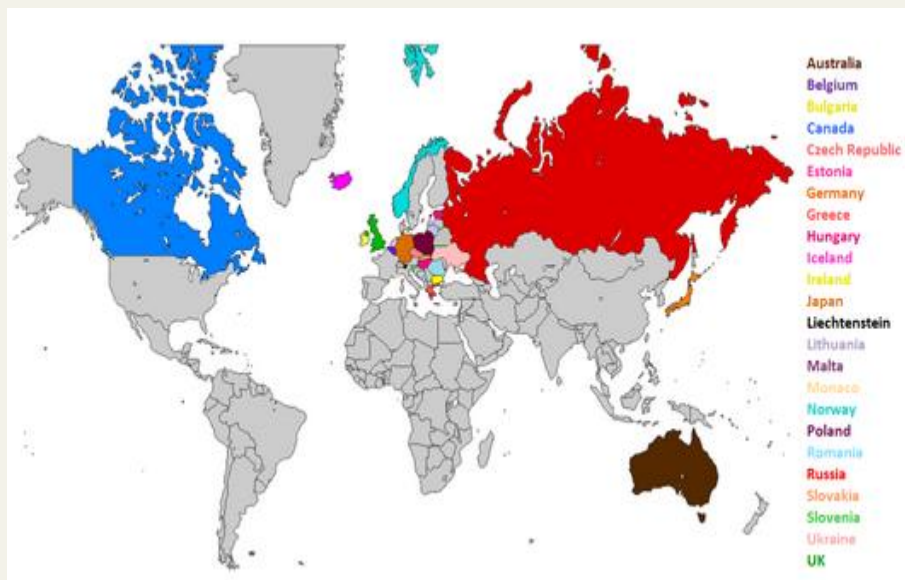 Australia
Belgium
Bulgaria
Canada
Czech Republic
Estonia
Germany
Greece
Hungary
Iceland
Ireland
Japan
Liechtenstein
Lithuania
Malta
Monaco
Norway
Poland
Romania
Russia
Slovakia
Slovenia
Ukraine
UK